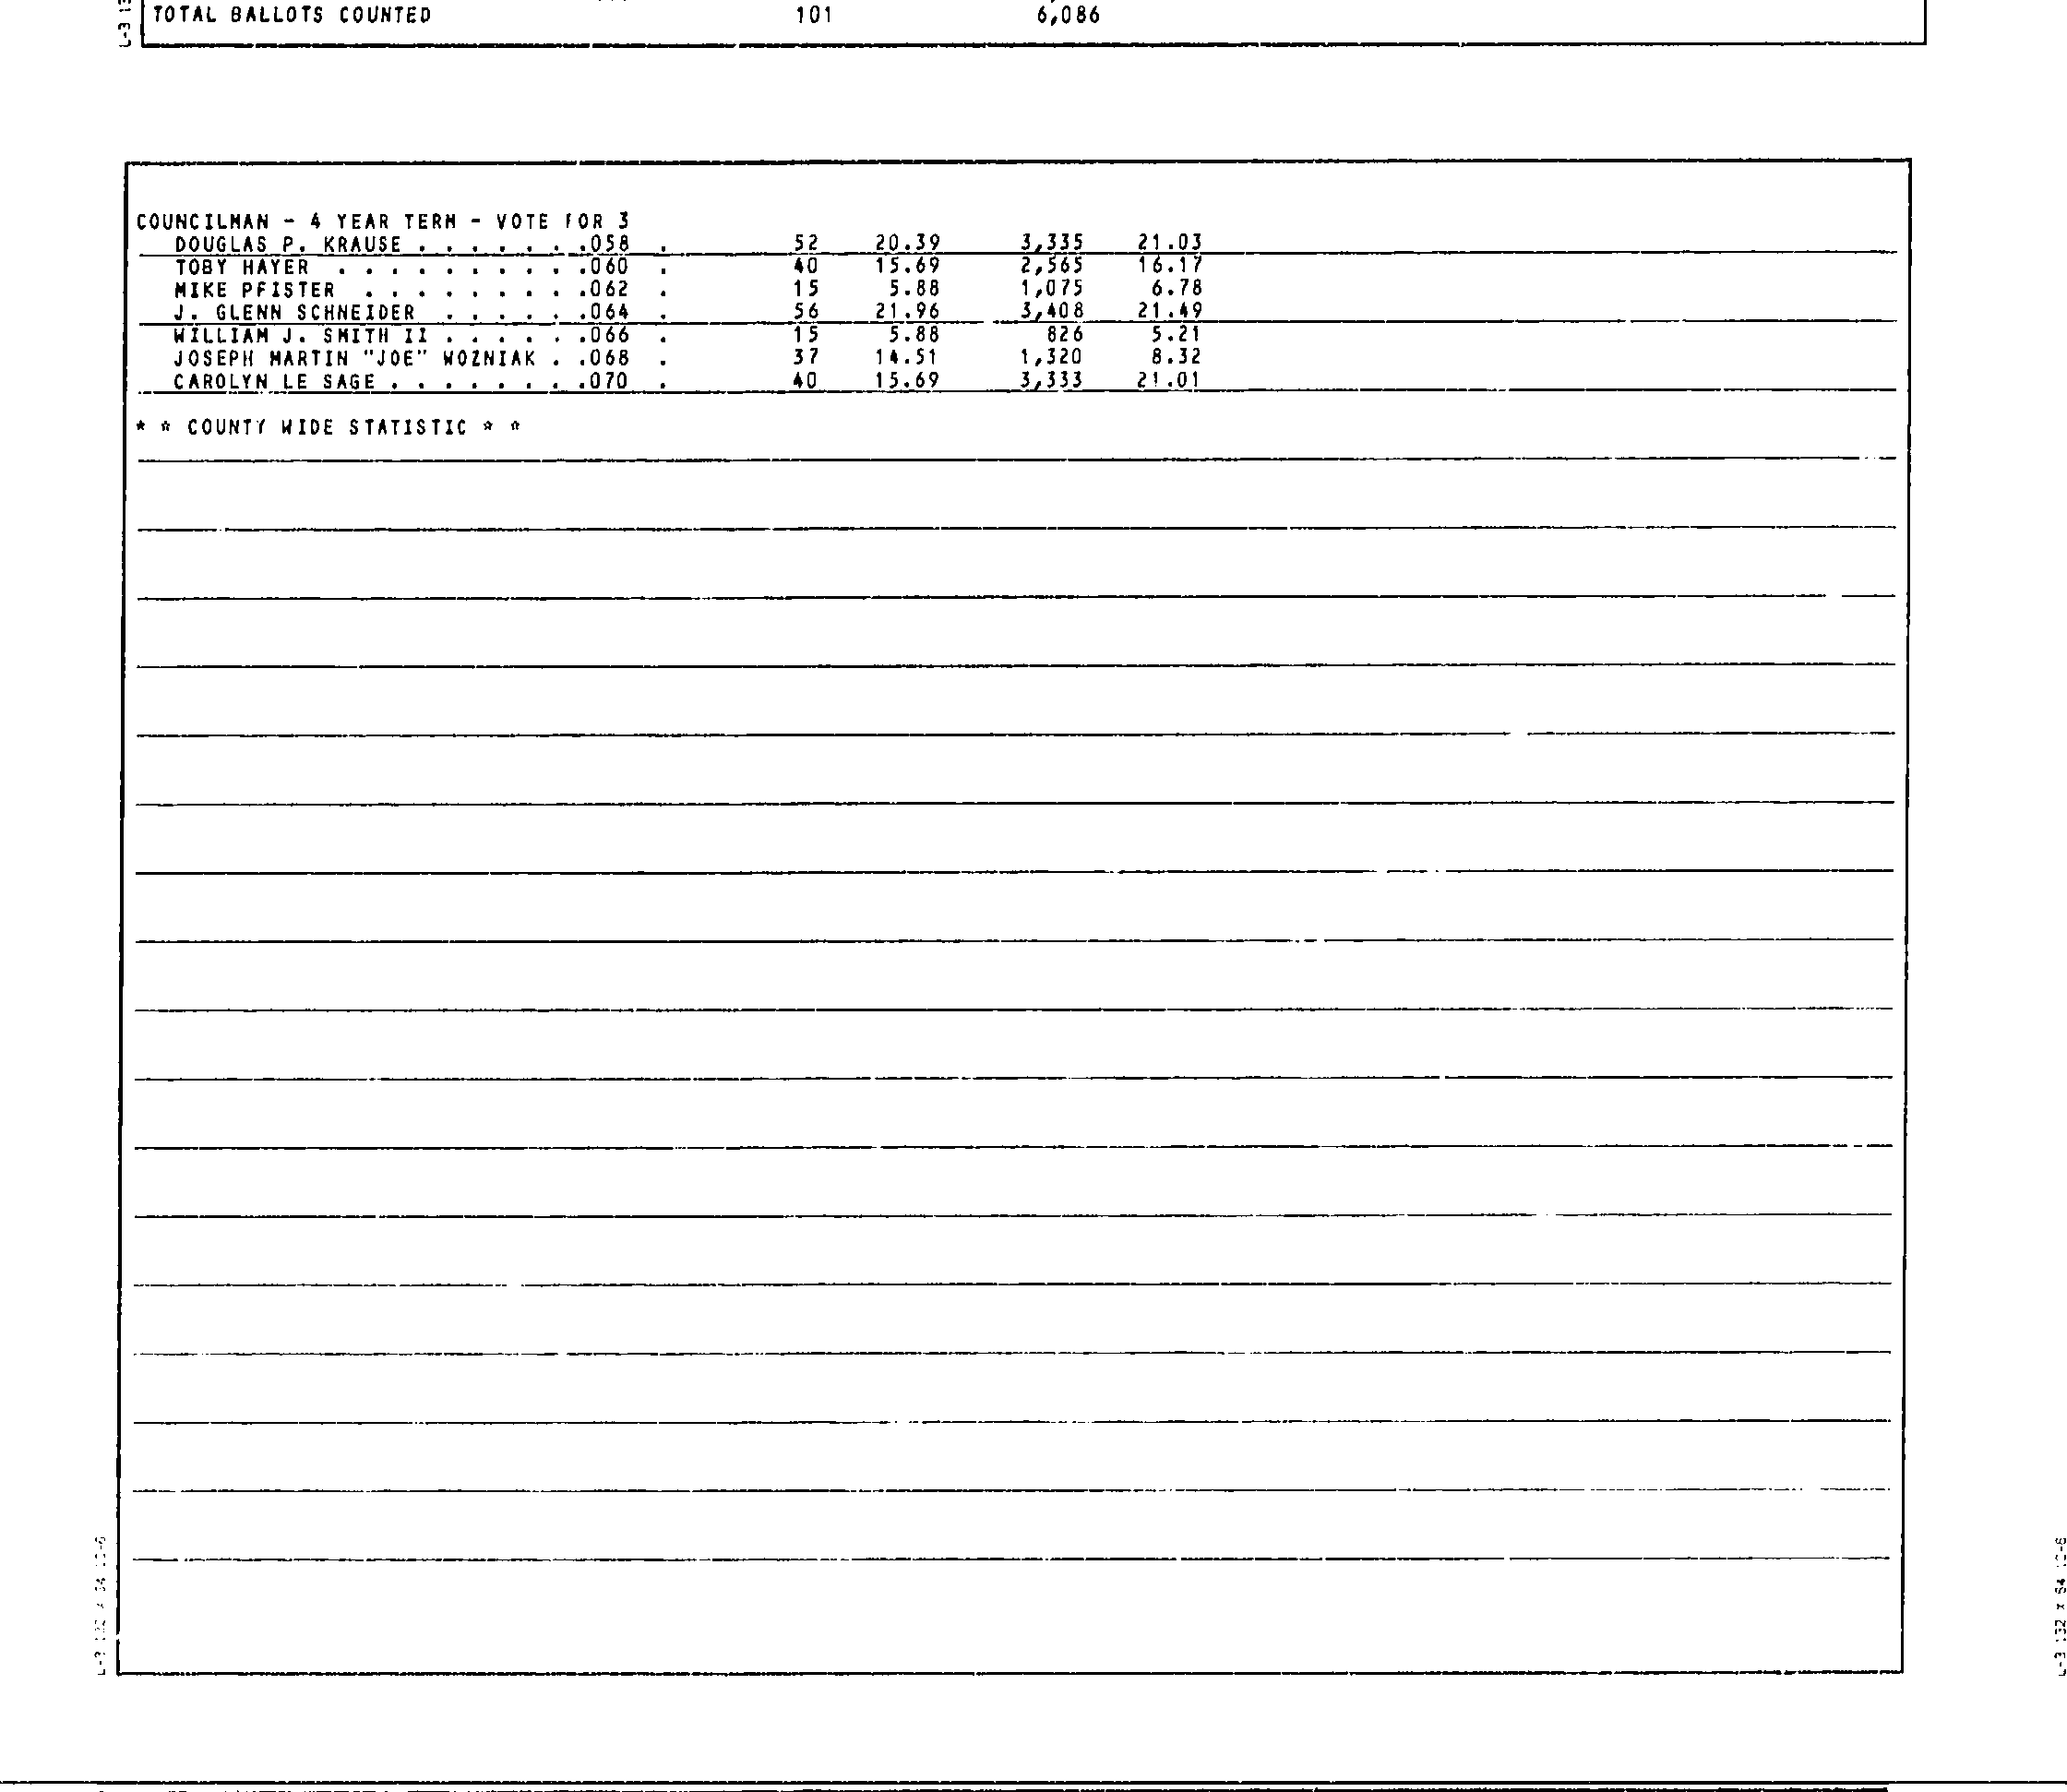 TOTAL BALLOTS COUNTED 101 6,086
COUNCILMAN - 4 YEAR TERM - VOTE FOR 3
DOUGLAS P. KRAUSE . . . . . . .058 . 52 20.39 3,335 21.03
TOBY HAYER . . . . . . . . . .060 . 40 15.69 2,565 16.17
MIKE PFISTER . . . . . . . . .062 . 15 5.88 1,075 6.78
J. GLENN SCHNEIDER . . . . . .064 . 56 21.96 3,408 21.49
WILLIAM J. SMITH II . . . . . .066 . 15 5.88 826 5.21
JOSEPH MARTIN "JOE" WOZNIAK . .068 . 37 14.51 1,320 8.32
CAROLYN LE SAGE . . . . . . . .070 . 40 15.69 3,333 21.01
* * COUNTY WIDE STATISTIC * *